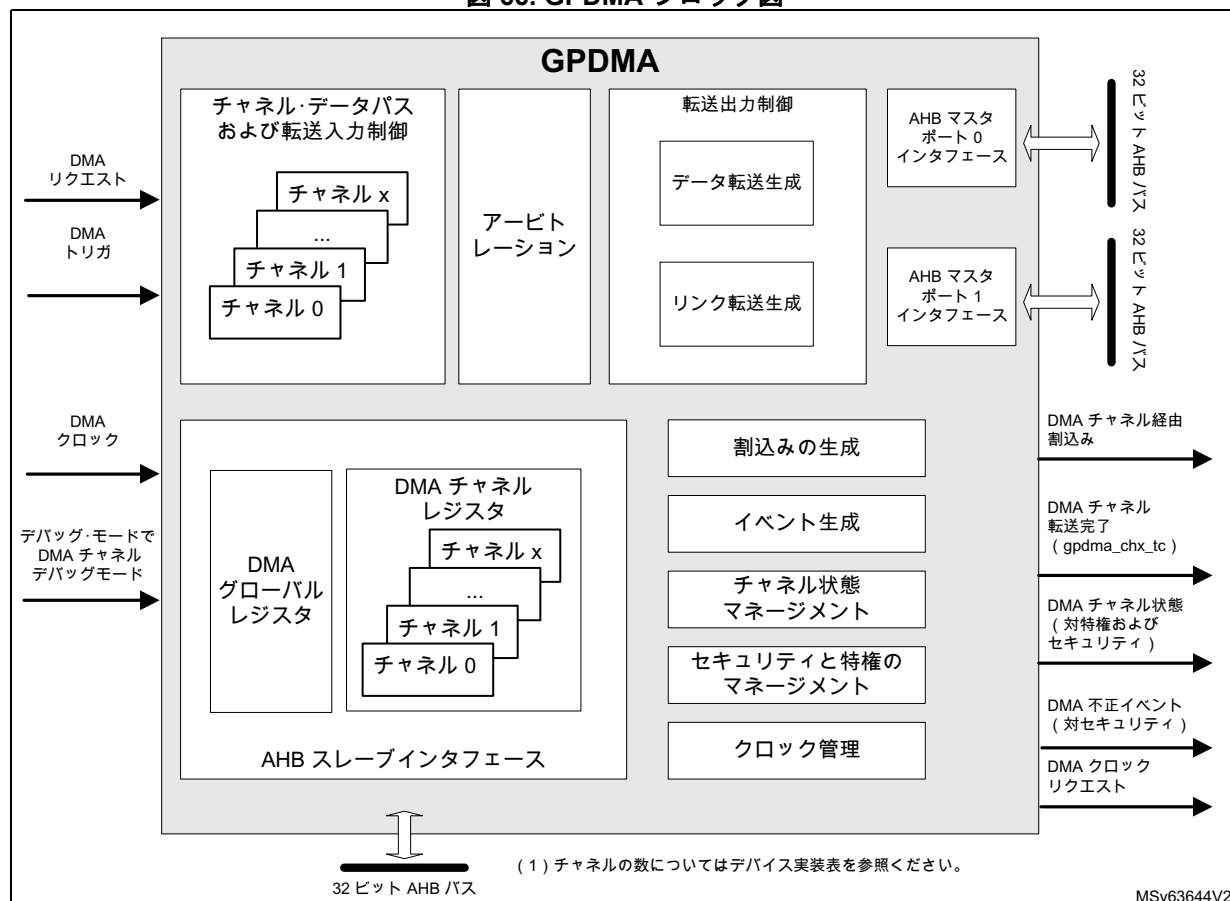 GPDMA
チャネル･データパス
および転送入力制御
チャネル x
...
チャネル 1
チャネル 0
アービト
レーション
転送出力制御
データ転送生成
リンク転送生成
AHB マスタ
ポート 0
インタフェース
AHB マスタ
ポート 1
インタフェース
32 ビット AHB バス
32 ビット AHB バス
DMA
リクエスト
DMA
トリガ
DMA
クロック
デバッグ･モードで
DMA チャネル
デバッグモード
DMA
グローバル
レジスタ
DMA チャネル
レジスタ
チャネル x
...
チャネル 1
チャネル 0
AHB スレーブインタフェース
割込みの生成
イベント生成
チャネル状態
マネージメント
セキュリティと特権の
マネージメント
クロック管理
DMA チャネル経由
割込み
DMA チャネル
転送完了
（gpdma_chx_tc）
DMA チャネル状態
（対特権および
セキュリティ）
DMA 不正イベント
（対セキュリティ）
DMA クロック
リクエスト
32 ビット AHB バス
（1）チャネルの数についてはデバイス実装表を参照ください。
MSv63644V2